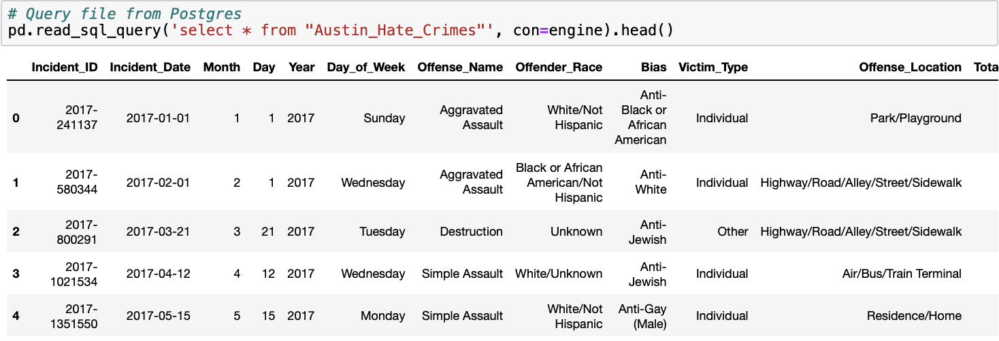 # Query file from Postgres
pd.read_sql_query('select * from "Austin_Hate_Crimes"', con=engine).head()
Incident_ID Incident_Date Month Day Year Day_of_Week Offense_Name Offender_Race Bias Victim_Type Offense_Location Tota
0 2017-241137 2017-01-01 1 1 2017 Sunday Aggravated Assault White/Not Hispanic Anti-Black or African American Individual Park/Playground
1 2017-580344 2017-02-01 2 1 2017 Wednesday Aggravated Assault Black or African American/Not Hispanic Anti-White Individual Highway/Road/Alley/Street/Sidewalk
2 2017-800291 2017-03-21 3 21 2017 Tuesday Destruction Unknown Anti-Jewish Other Highway/Road/Alley/Street/Sidewalk
3 2017-1021534 2017-04-12 4 12 2017 Wednesday Simple Assault White/Unknown Anti-Jewish Individual Air/Bus/Train Terminal
4 2017-1351550 2017-05-15 5 15 2017 Monday Simple Assault White/Not Hispanic Anti-Gay (Male) Individual Residence/Home